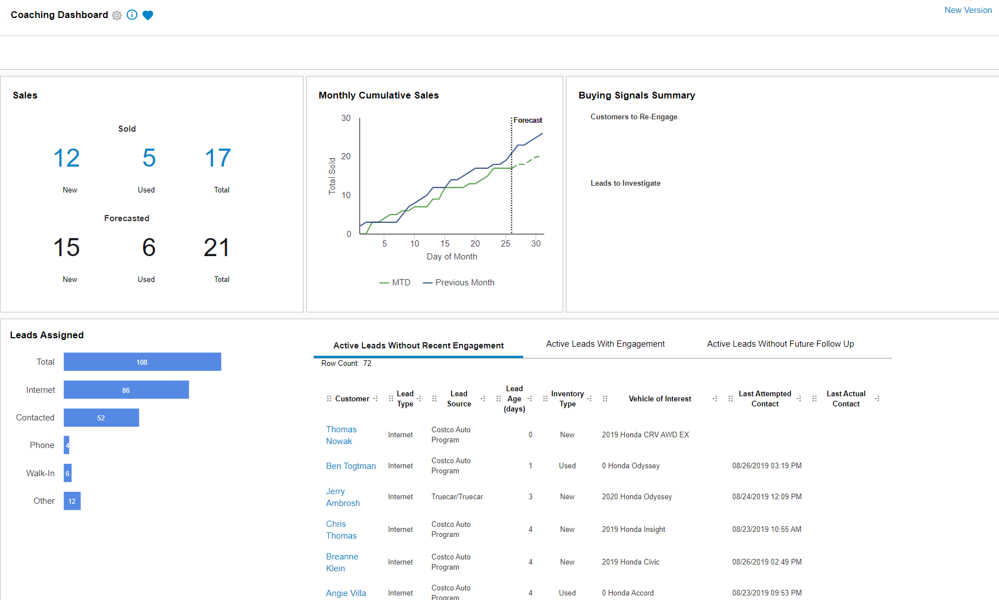 Coaching Dashboard
New Version
Sales
Sold
12 5 17
New Used Total
Forecasted
15 6 21
New Used Total
Monthly Cumulative Sales
Forecast
30
20
10
0
Total Sold
5 10 15 20 25 30
Day of Month
MTD Previous Month
Buying Signals Summary
Customers to Re-Engage
Leads to Investigate
Leads Assigned
Total 108
Internet 86
Contacted 52
Phone 4
Walk-In 6
Other 12
Active Leads Without Recent Engagement Active Leads With Engagement Active Leads Without Future Follow Up
Row Count: 72
Customer Lead Type Lead Source Lead Age (days) Inventory Type Vehicle of Interest Last Attempted Contact Last Actual Contact
Thomas Nowak Internet Costco Auto Program 0 New 2019 Honda CRV AWD EX
Ben Togtman Internet Costco Auto Program 1 Used 0 Honda Odyssey 08/26/2019 03:19 PM
Jerry Ambrosh Internet Truecar/Truecar 3 New 2020 Honda Odyssey 08/24/2019 12:09 PM
Chris Thomas Internet Costco Auto Program 4 New 2019 Honda Insight 08/23/2019 10:55 AM
Breanne Klein Internet Costco Auto Program 4 New 2019 Honda Civic 08/26/2019 02:49 PM
Angie Villa Internet Costco Auto Program 4 Used 0 Honda Accord 08/23/2019 09:53 PM